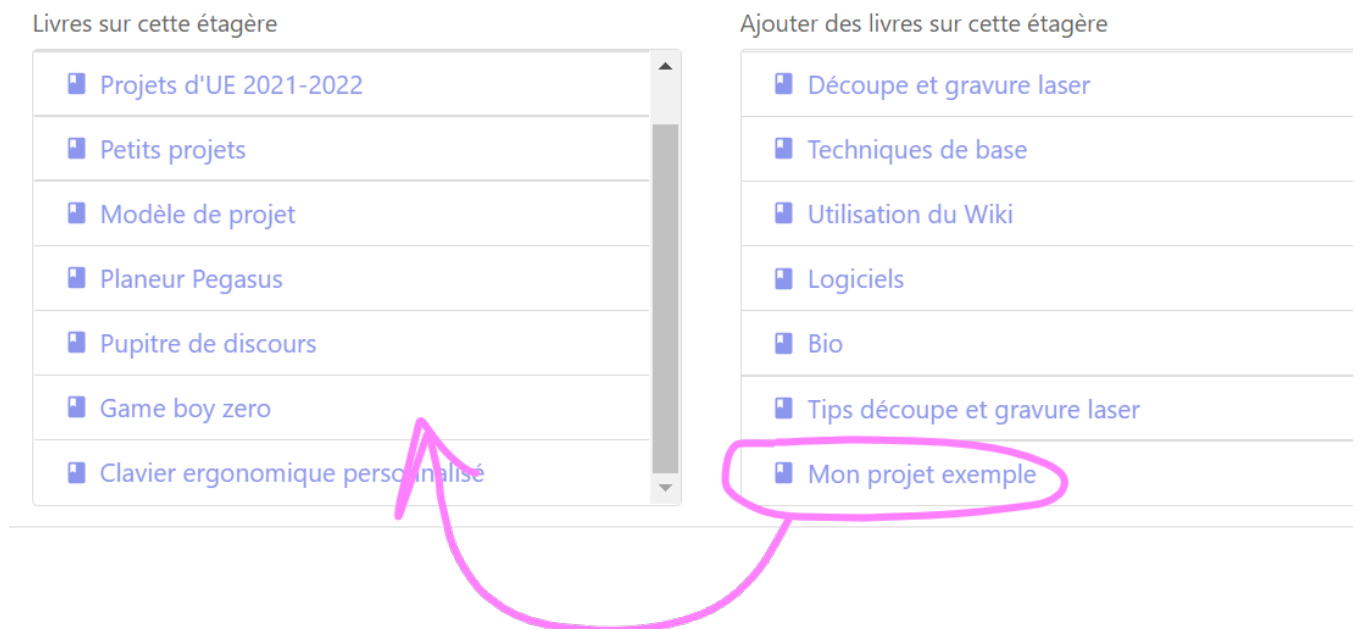 Livres sur cette étagère
Projets d'UE 2021-2022
Petits projets
Modèle de projet
Planeur Pegasus
Pupitre de discours
Game boy zero
Clavier ergonomique personnalisé
Ajouter des livres sur cette étagère
Découpe et gravure laser
Techniques de base
Utilisation du Wiki
Logiciels
Bio
Tips découpe et gravure laser
Mon projet exemple